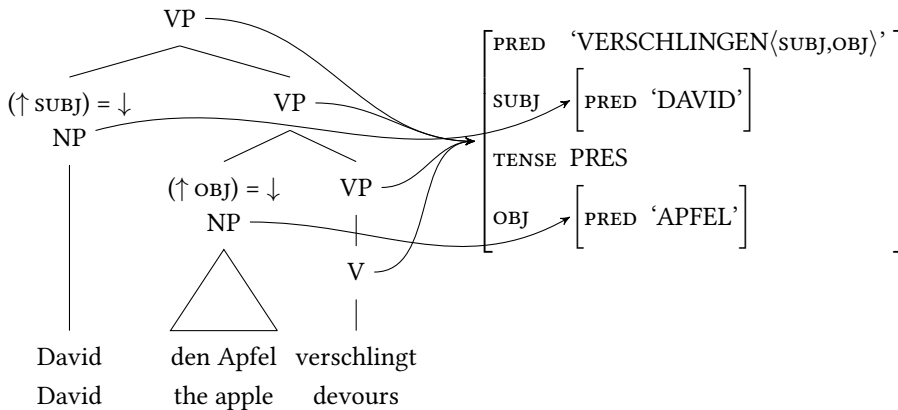 VP
PRED ‘VERSCHLINGEN⟨SUBJ,OBJ⟩’
(↑ SUBJ) = ↓
VP
SUBJ PRED ‘DAVID’
NP
TENSE PRES
(↑ OBJ) = ↓
VP
NP
OBJ PRED ‘APFEL’
V
David den Apfel verschlingt
David the apple devours